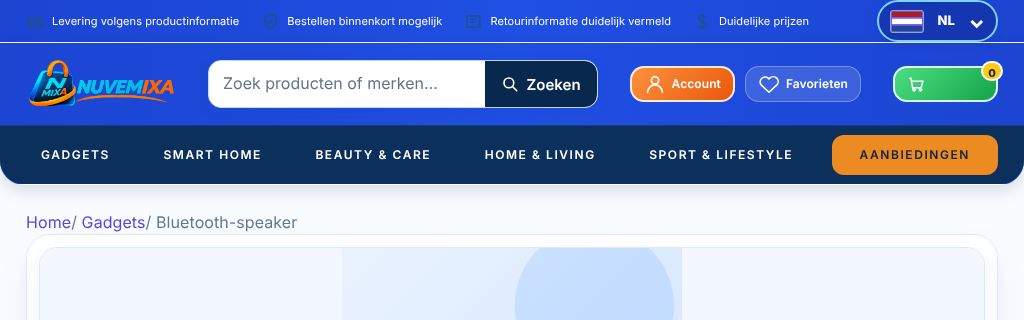 Levering volgens productinformatie
Bestellen binnenkort mogelijk
Retourinformatie duidelijk vermeld
Duidelijke prijzen
NL
N
MIXA
NUVEMIXA
Zoek producten of merken...
Zoeken
Account
Favorieten
0
GADGETS
SMART HOME
BEAUTY & CARE
HOME & LIVING
SPORT & LIFESTYLE
AANBIEDINGEN
Home/ Gadgets/ Bluetooth-speaker